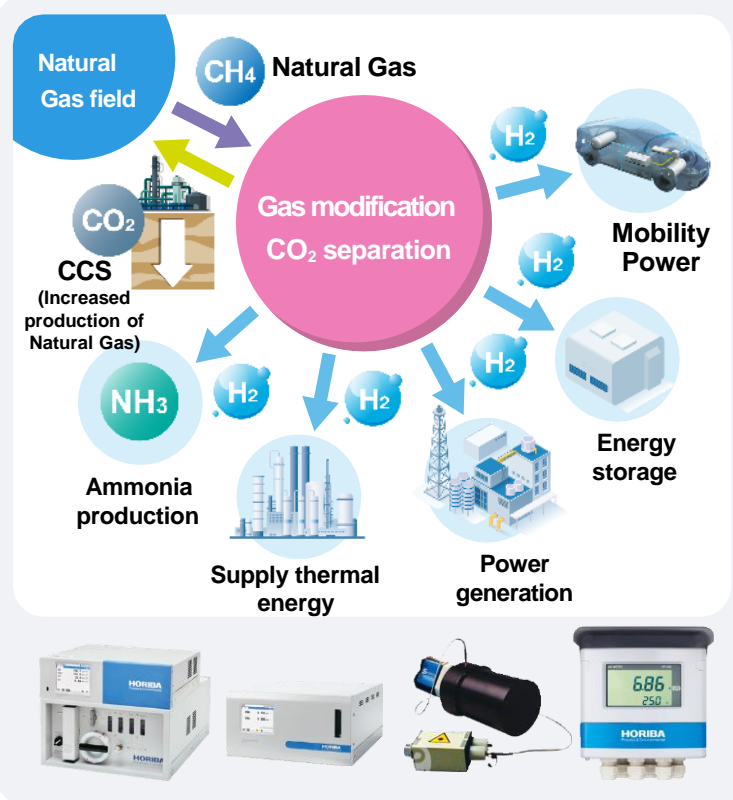 Natural
Gas field
CH4
Natural Gas
H2
Gas modification
CO2 separation
CO2
CCS
(Increased
production of
Natural Gas)
Mobility
Power
H2
H2
H2
H2
NH3
Ammonia
production
Supply thermal
energy
Power
generation
Energy
storage
HORIBA
HORIBA
HORIBA
6.86
25.0
HORIBA